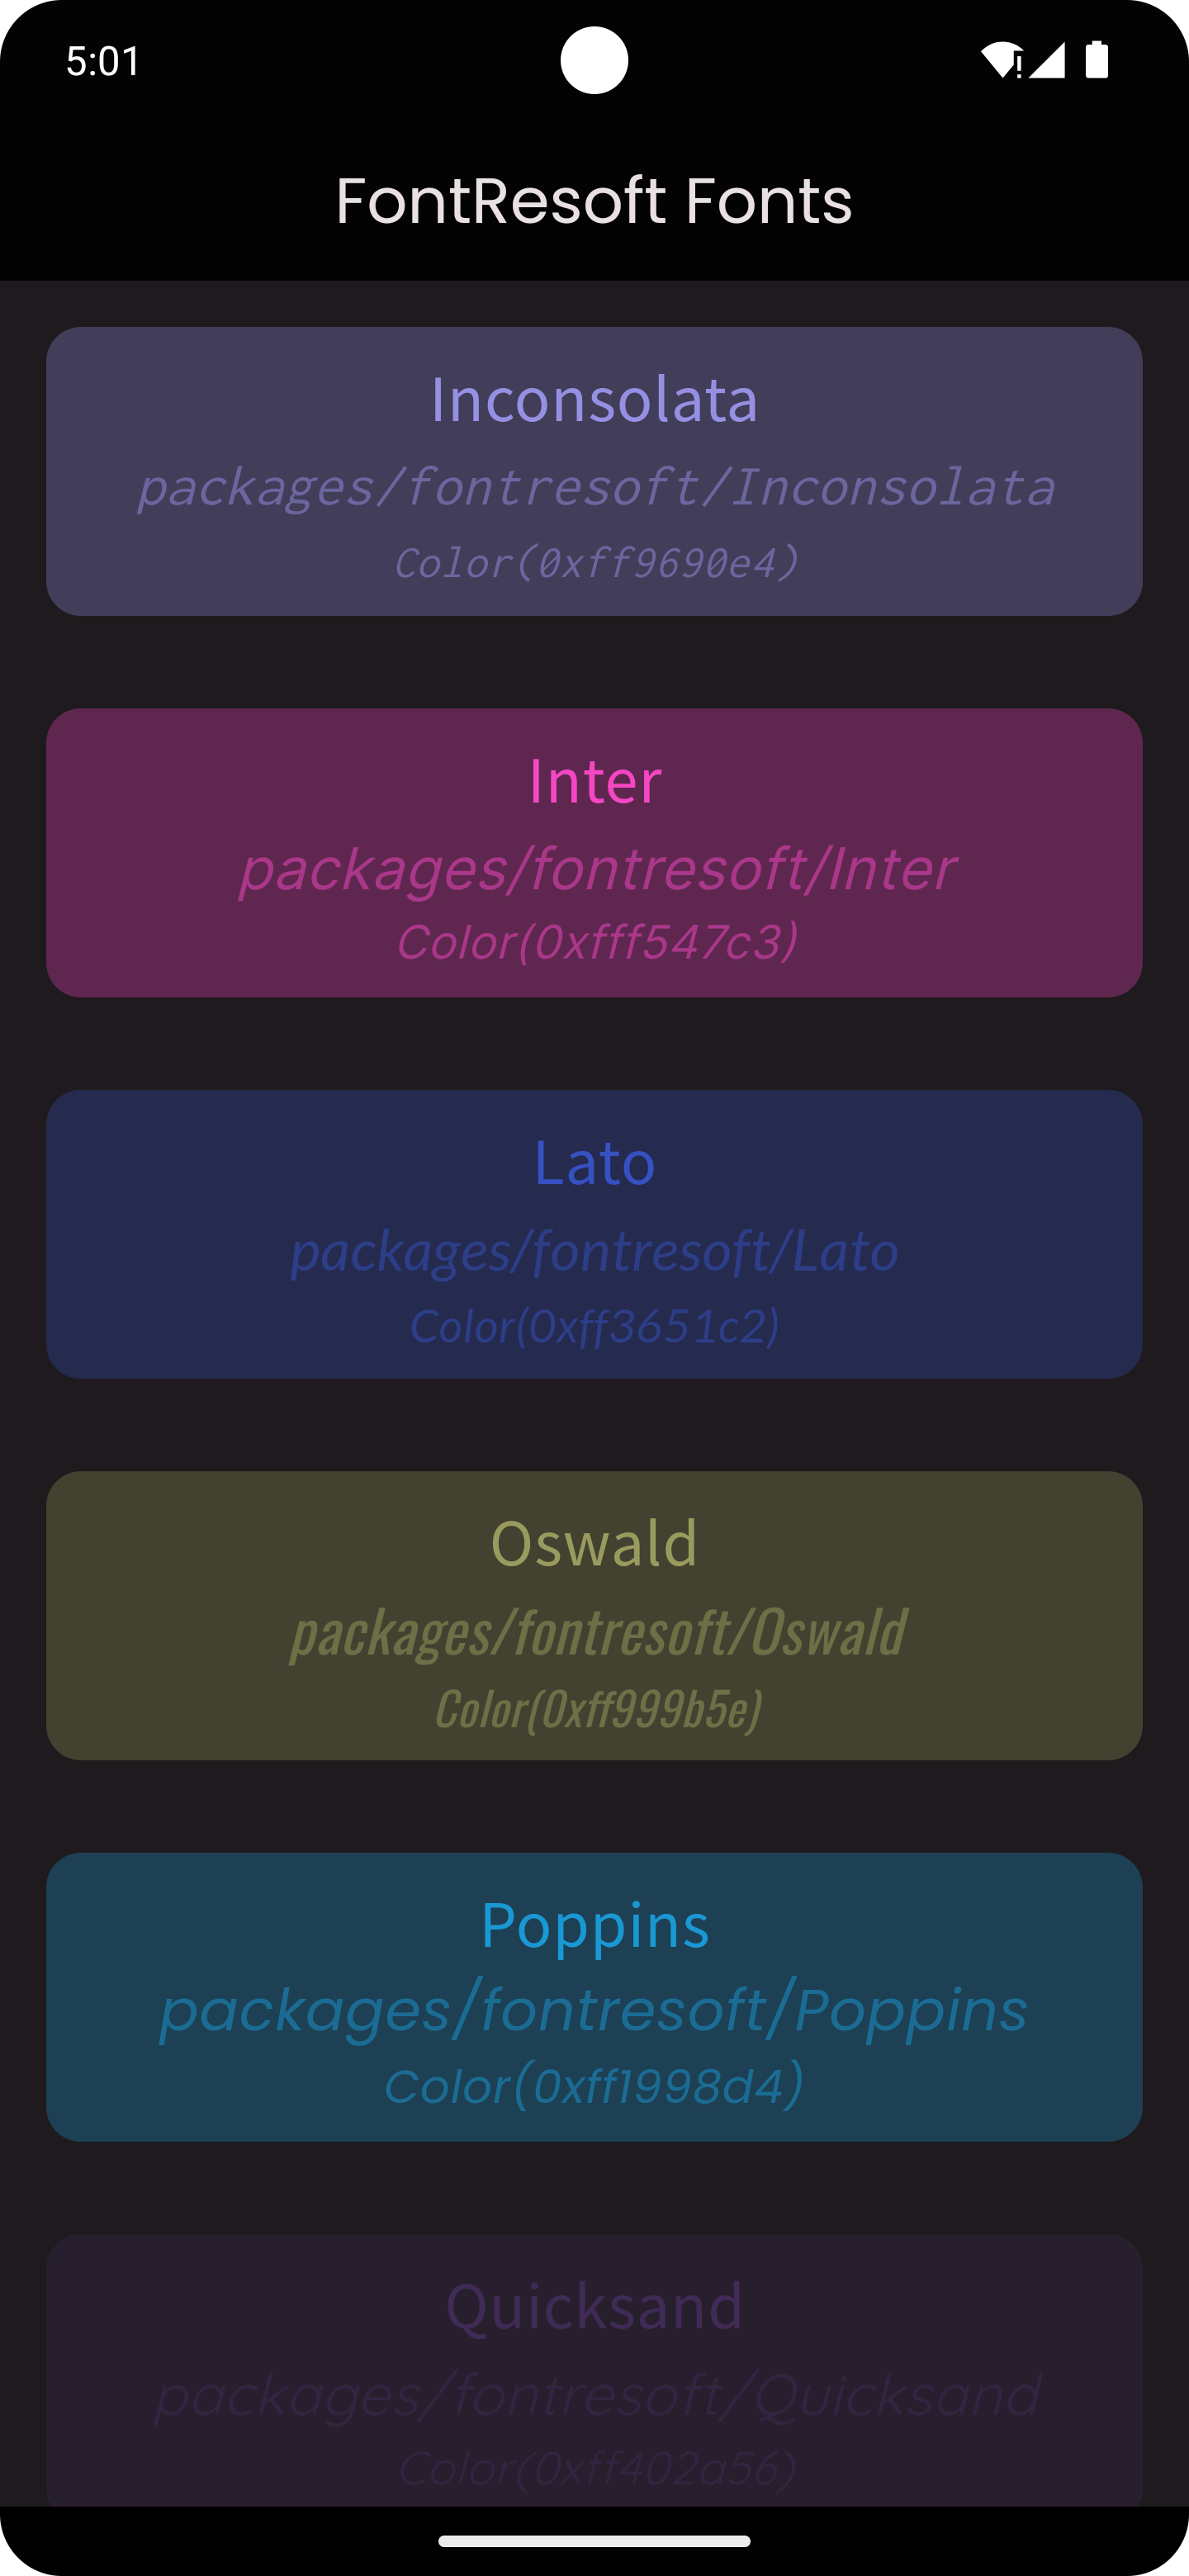 5:01
FontResoft Fonts
Inconsolata
packages/fontresoft/Inconsolata
Color(0xff9690e4)
Inter
packages/fontresoft/Inter
Color(0xfff547c3)
Lato
packages/fontresoft/Lato
Color(0xff3651c2)
Oswald
packages/fontresoft/Oswald
Color(0xff999b5e)
Poppins
packages/fontresoft/Poppins
Color(0xff1998d4)
Quicksand
packages/fontresoft/Quicksand
Color(0xff402a56)